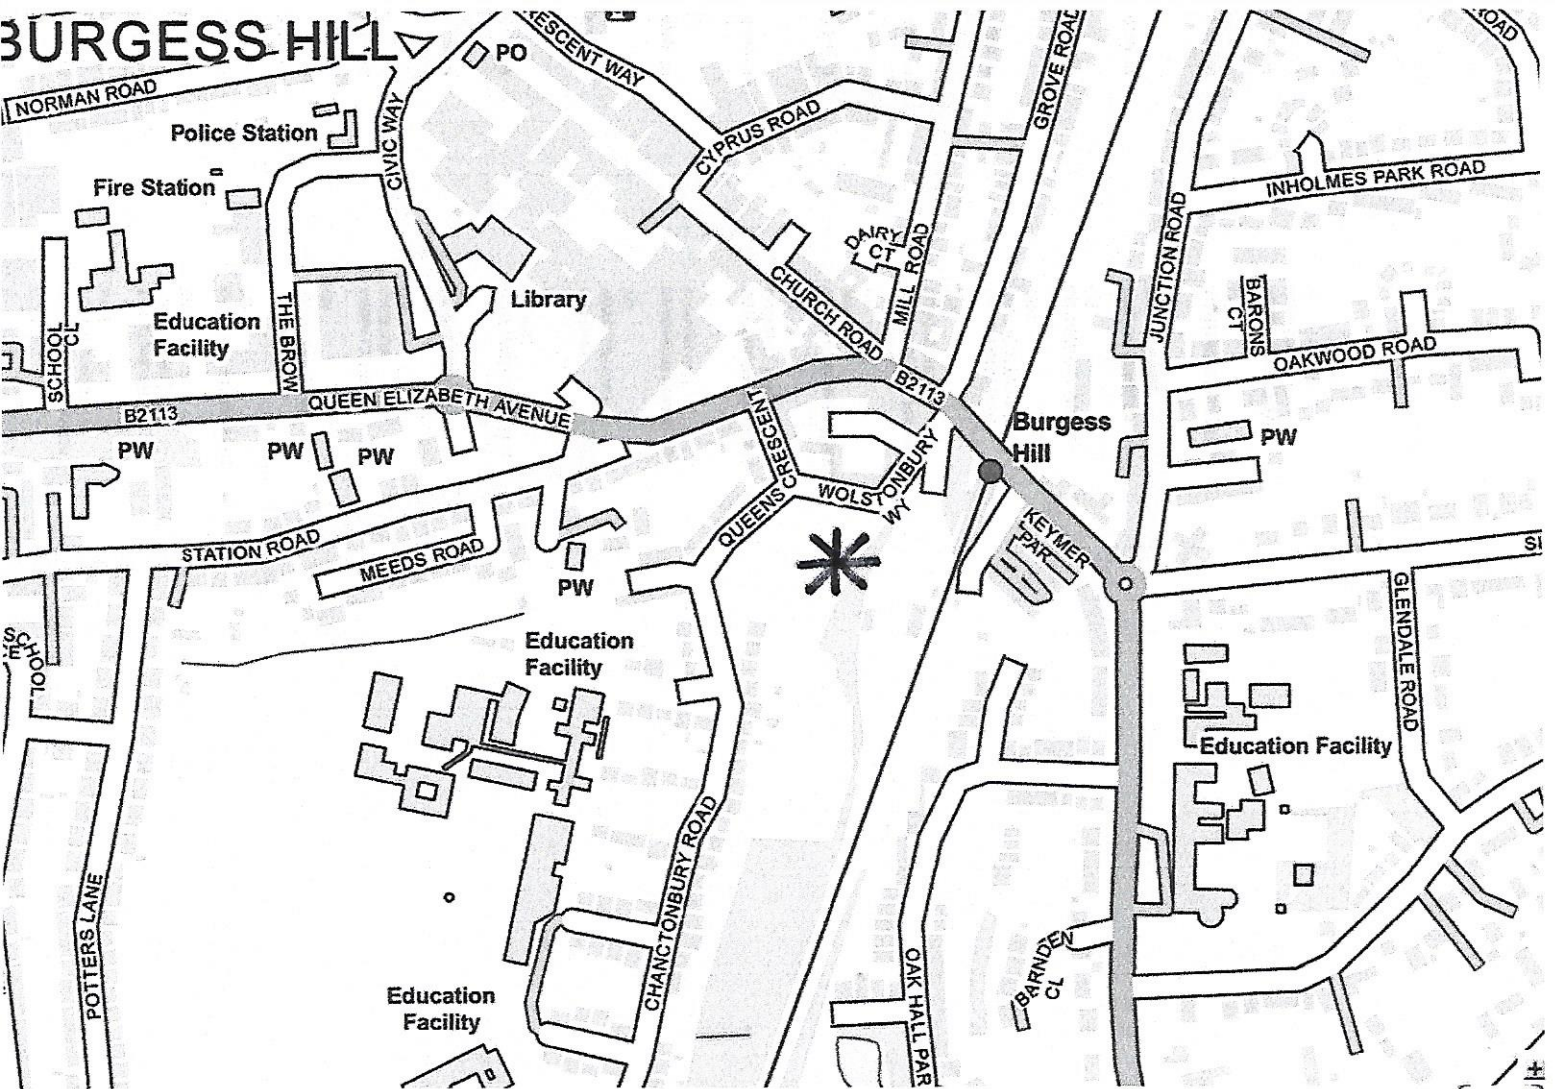 BURGESS HILL
PO
CRESCENT WAY
GROVE ROAD
ROAD
NORMAN ROAD
Police Station
CIVIC WAY
CYPRUS ROAD
Fire Station
INHOLMES PARK ROAD
JUNCTION ROAD
DAIRY
CT
MILL ROAD
Library
CHURCH ROAD
THE BROW
BARONS
CT
SCHOOL
CL
Education
Facility
OAKWOOD ROAD
B2113
QUEEN ELIZABETH AVENUE
B2113
Burgess
Hill
PW
PW
PW
PW
QUEENS CRESCENT
WOLSTONBURY
WY
STATION ROAD
MEEDS ROAD
KEYMER
PAR
PW
GLENDALE ROAD
SCHOOL
Education
Facility
Education Facility
CHANCTONBURY ROAD
POTTERS LANE
Education
Facility
BARNDEN
CL
OAK HALL PAR